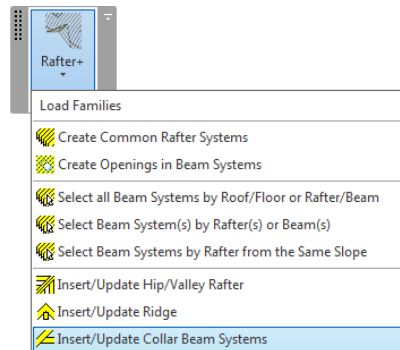 Rafter+
Load Families
Create Common Rafter Systems
Create Openings in Beam Systems
Select all Beam Systems by Roof/Floor or Rafter/Beam
Select Beam System(s) by Rafter(s) or Beam(s)
Select Beam Systems by Rafter from the Same Slope
Insert/Update Hip/Valley Rafter
Insert/Update Ridge
Insert/Update Collar Beam Systems